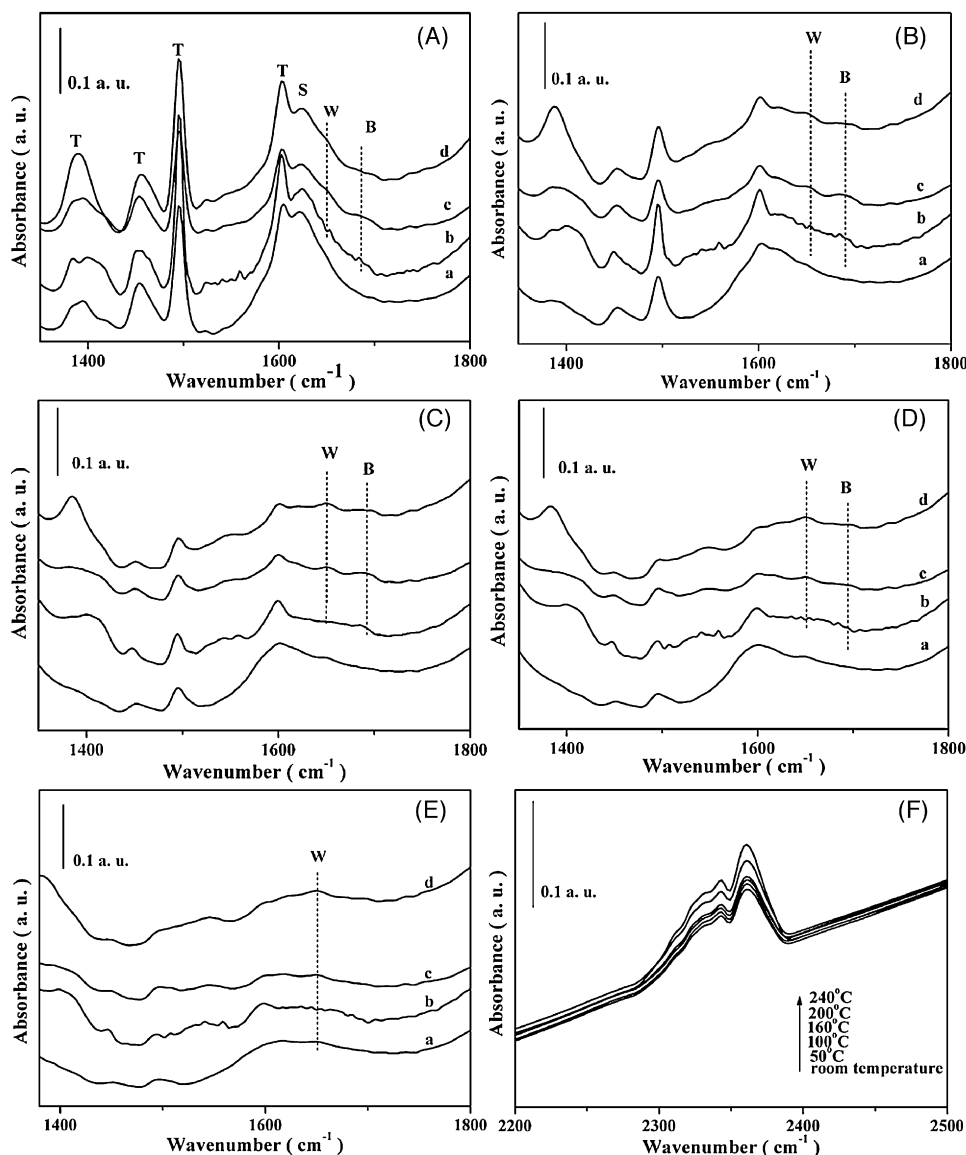 (A)
0.1 a. u.
T
T
T
T
S
W
B
d
c
b
a
Absorbance ( a. u. )
1400
1600
1800
Wavenumber ( cm-1 )
(B)
0.1 a. u.
W
B
d
c
b
a
Absorbance ( a. u. )
1400
1600
1800
Wavenumber ( cm-1 )
(C)
0.1 a. u.
W
B
d
c
b
a
Absorbance ( a. u. )
1400
1600
1800
Wavenumber ( cm-1 )
(D)
0.1 a. u.
W
B
d
c
b
a
Absorbance ( a. u. )
1400
1600
1800
Wavenumber ( cm-1 )
(E)
0.1 a. u.
W
d
c
b
a
Absorbance ( a. u. )
1400
1600
1800
Wavenumber ( cm-1 )
(F)
0.1 a. u.
240°C
200°C
160°C
100°C
50°C
room temperature
Absorbance ( a. u. )
2200
2300
2400
2500
Wavenumber ( cm-1 )